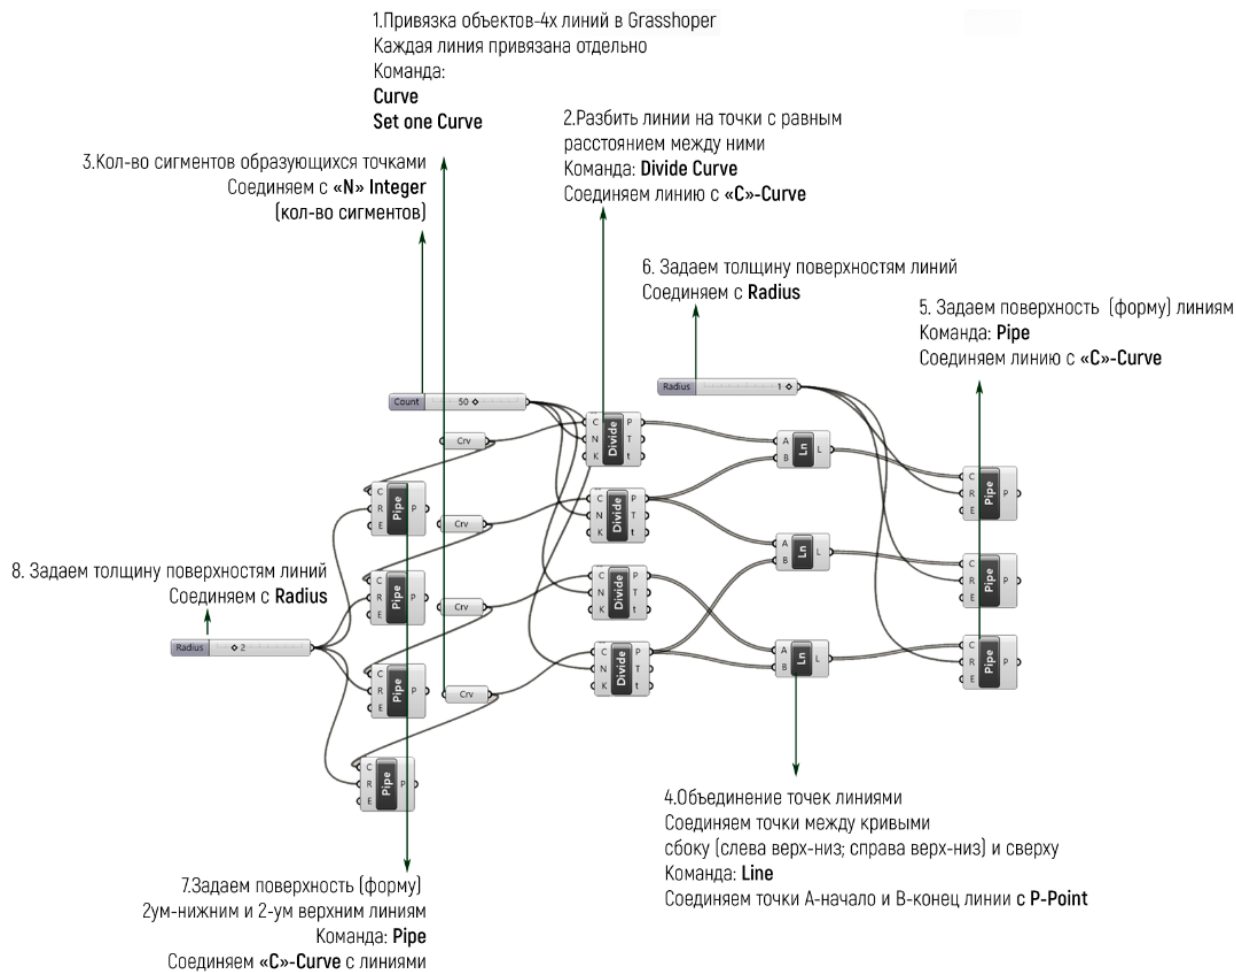 1.Привязка объектов-4х линий в Grasshoper
Каждая линия привязана отдельно
Команда:
Curve
Set one Curve
2.Разбить линии на точки с равным
расстоянием между ними
Команда: Divide Curve
Соединяем линию с «C»-Curve
3.Кол-во сигментов образующихся точками
Соединяем с «N» Integer
(кол-во сигментов)
6. Задаем толщину поверхностям линий
Соединяем с Radius
5. Задаем поверхность (форму) линиям
Команда: Pipe
Соединяем линию с «C»-Curve
Radius 1
Count 50
C N K Divide P T t
Crv
A B Ln L
C R E Pipe P
C R E Pipe P
Crv
C N K Divide P T t
A B Ln L
C R E Pipe P
8. Задаем толщину поверхностям линий
Соединяем с Radius
C R E Pipe P
Crv
C N K Divide P T t
Radius 2
C R E Pipe P
Crv
C N K Divide P T t
A B Ln L
C R E Pipe P
C R E Pipe P
4.Объединение точек линиями
Соединяем точки между кривыми
сбоку (слева верх-низ; справа верх-низ) и сверху
Команда: Line
Соединяем точки А-начало и В-конец линии с P-Point
7.Задаем поверхность (форму)
2ум-нижним и 2-ум верхним линиям
Команда: Pipe
Соединяем «C»-Curve с линиями